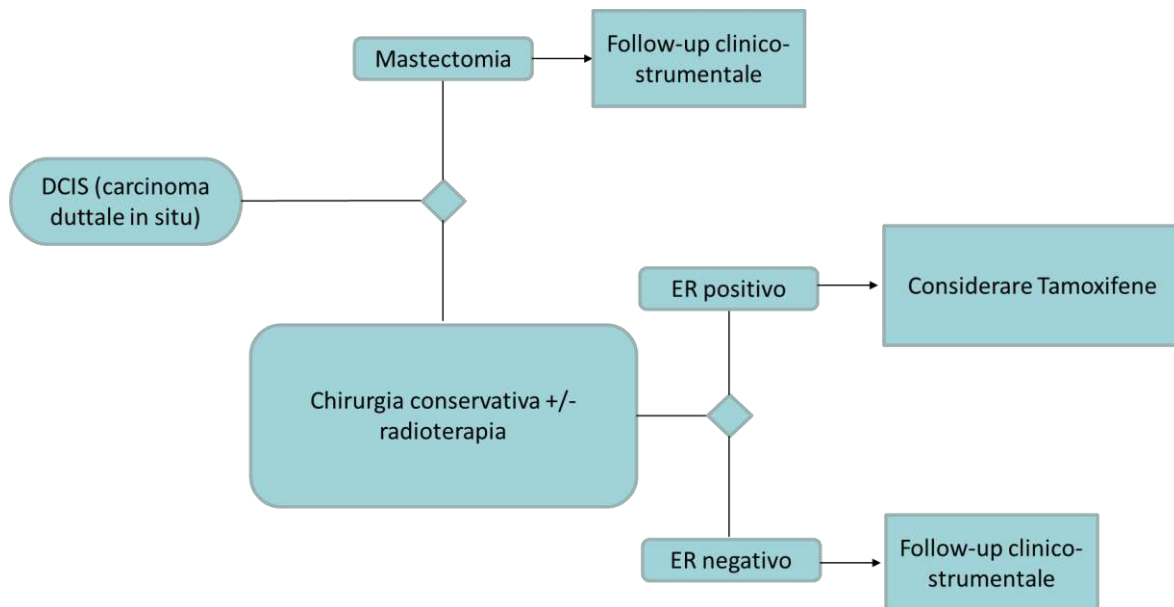 Mastectomia
Follow-up clinico-
strumentale
DCIS (carcinoma
duttale in situ)
ER positivo
Considerare Tamoxifene
Chirurgia conservativa +/-
radioterapia
ER negativo
Follow-up clinico-
strumentale